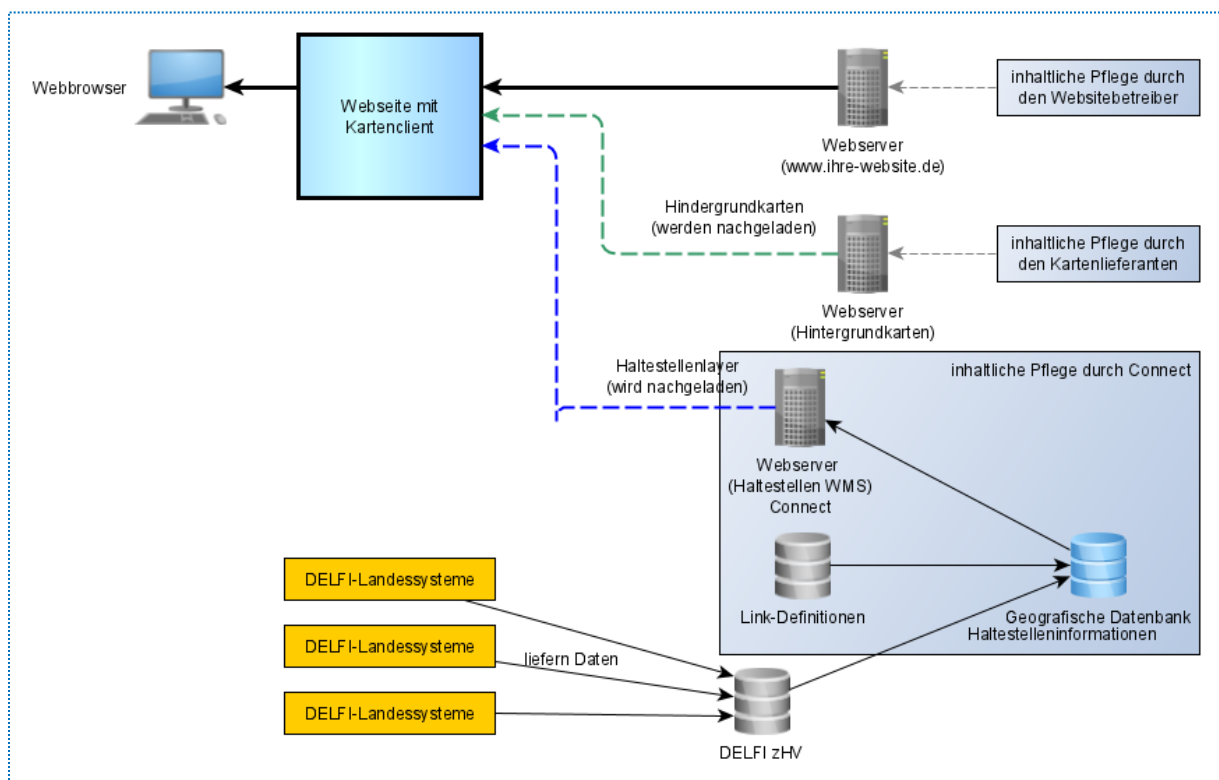 Webbrowser
Webseite mit
Kartenclient
Webserver
(www.ihre-website.de)
inhaltliche Pflege durch
den Websitebetreiber
Hindergrundkarten
(werden nachgeladen)
Webserver
(Hintergrundkarten)
inhaltliche Pflege durch
den Kartenlieferanten
Haltestellenlayer
(wird nachgeladen)
inhaltliche Pflege durch Connect
Webserver
(Haltestellen WMS)
Connect
Link-Definitionen
Geografische Datenbank
Haltestelleninformationen
DELFI-Landessysteme
DELFI-Landessysteme
liefern Daten
DELFI-Landessysteme
DELFI zHV